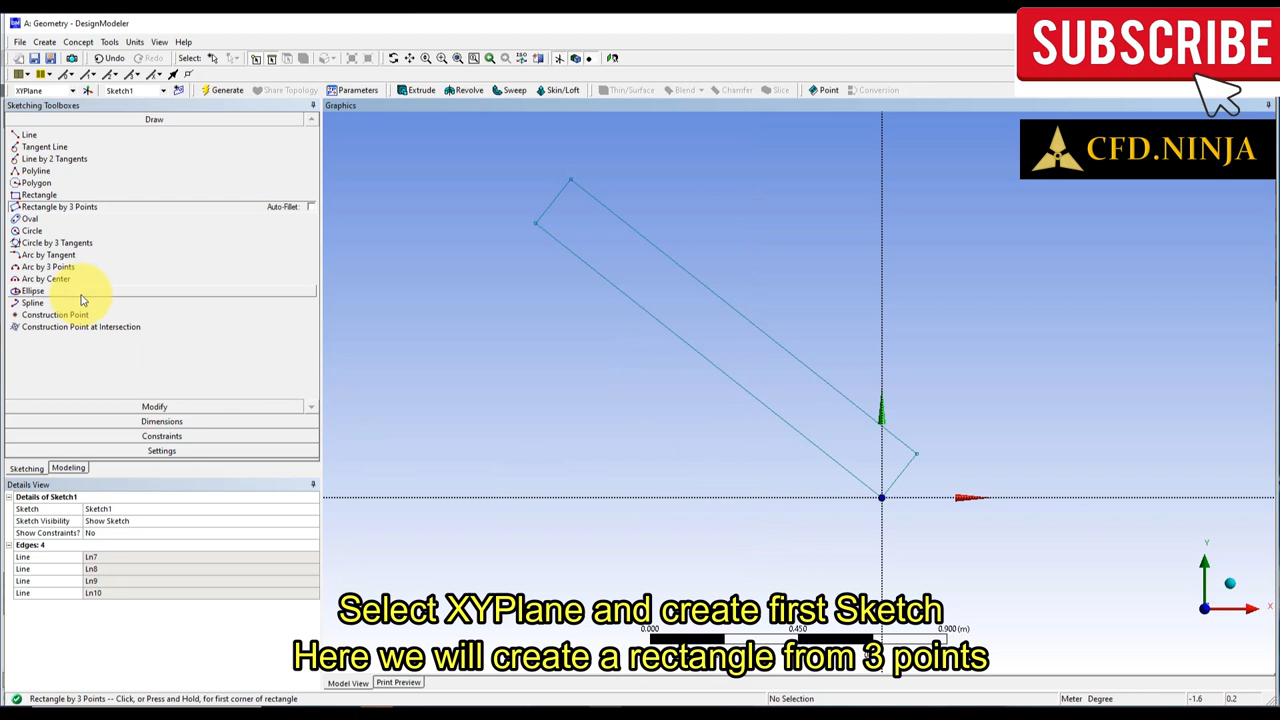 A: Geometry - DesignModeler
SUBSCRIBE
File Create Concept Tools Units View Help
Undo Redo Select:
XYPlane Sketch1 Generate Share Topology Parameters Extrude Revolve Sweep Skin/Loft Thin/Surface Blend Chamfer Slice Point Conversion
Sketching Toolboxes
Graphics
CFD.NINJA
Draw
Line
Tangent Line
Line by 2 Tangents
Polyline
Polygon
Rectangle
Rectangle by 3 Points Auto-Fillet:
Oval
Circle
Circle by 3 Tangents
Arc by Tangent
Arc by 3 Points
Arc by Center
Ellipse
Spline
Construction Point
Construction Point at Intersection
Modify
Dimensions
Constraints
Settings
Sketching Modeling
Details View
Details of Sketch1
Sketch Sketch1
Sketch Visibility Show Sketch
Show Constraints? No
Edges: 4
Line Ln7
Line Ln8
Line Ln9
Line Ln10
Y
X
Select XYPlane and create first Sketch
0.000 0.450 0.900 (m)
Here we will create a rectangle from 3 points
Model View Print Preview
Rectangle by 3 Points -- Click, or Press and Hold, for first corner of rectangle No Selection Meter Degree -1.6 0.2